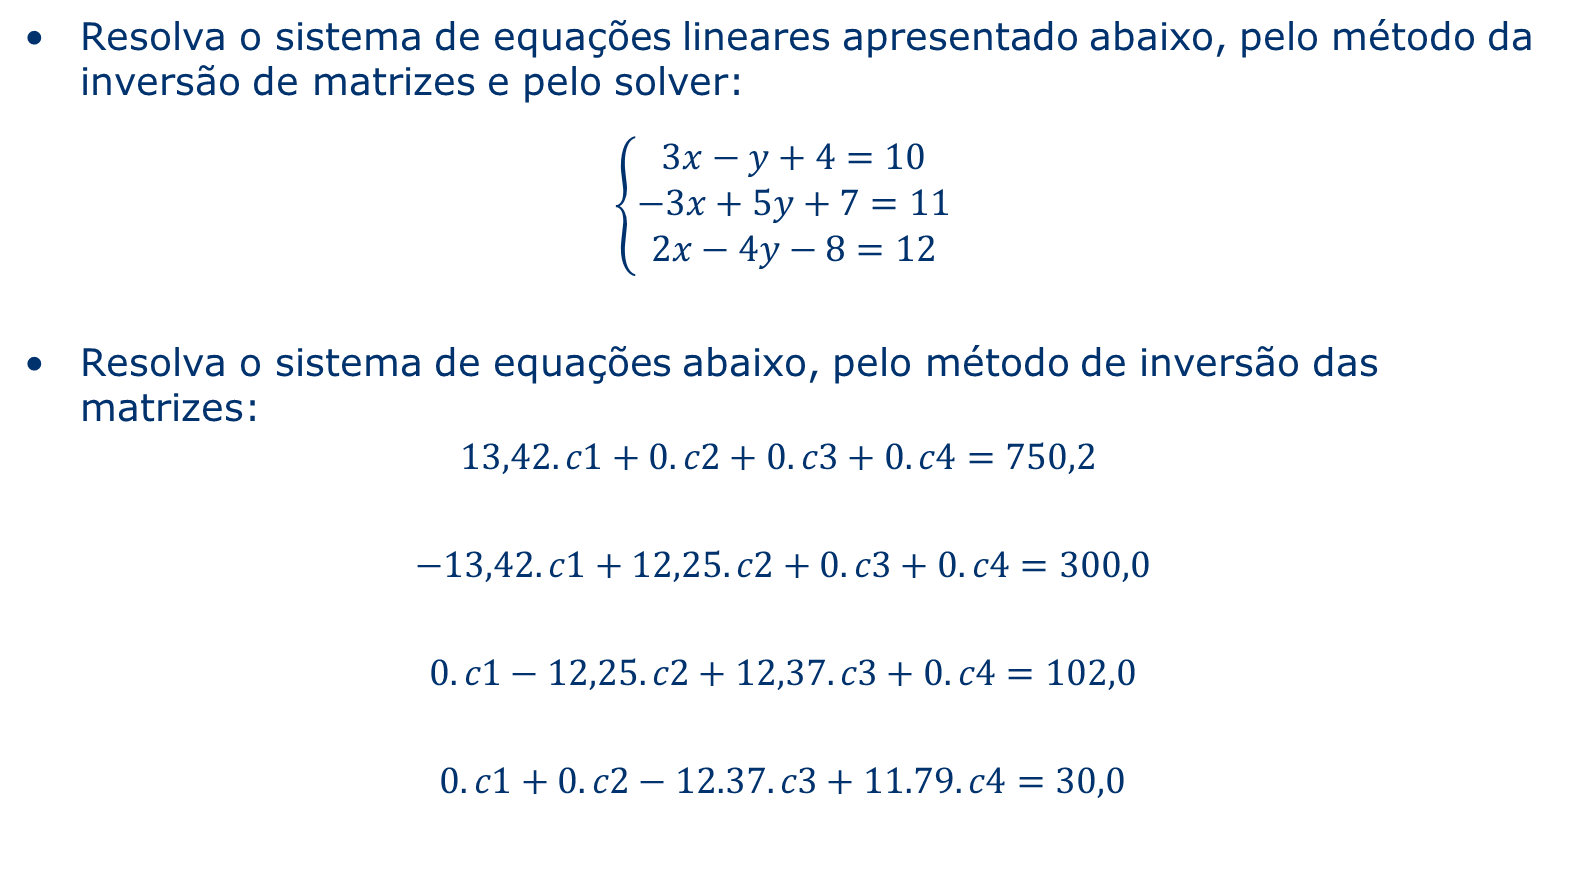 • Resolva o sistema de equações lineares apresentado abaixo, pelo método da
inversão de matrizes e pelo solver:
3x − y + 4 = 10
−3x + 5y + 7 = 11
2x − 4y − 8 = 12
• Resolva o sistema de equações abaixo, pelo método de inversão das
matrizes:
13,42. c1 + 0. c2 + 0. c3 + 0. c4 = 750,2
−13,42. c1 + 12,25. c2 + 0. c3 + 0. c4 = 300,0
0. c1 − 12,25. c2 + 12,37. c3 + 0. c4 = 102,0
0. c1 + 0. c2 − 12.37. c3 + 11.79. c4 = 30,0